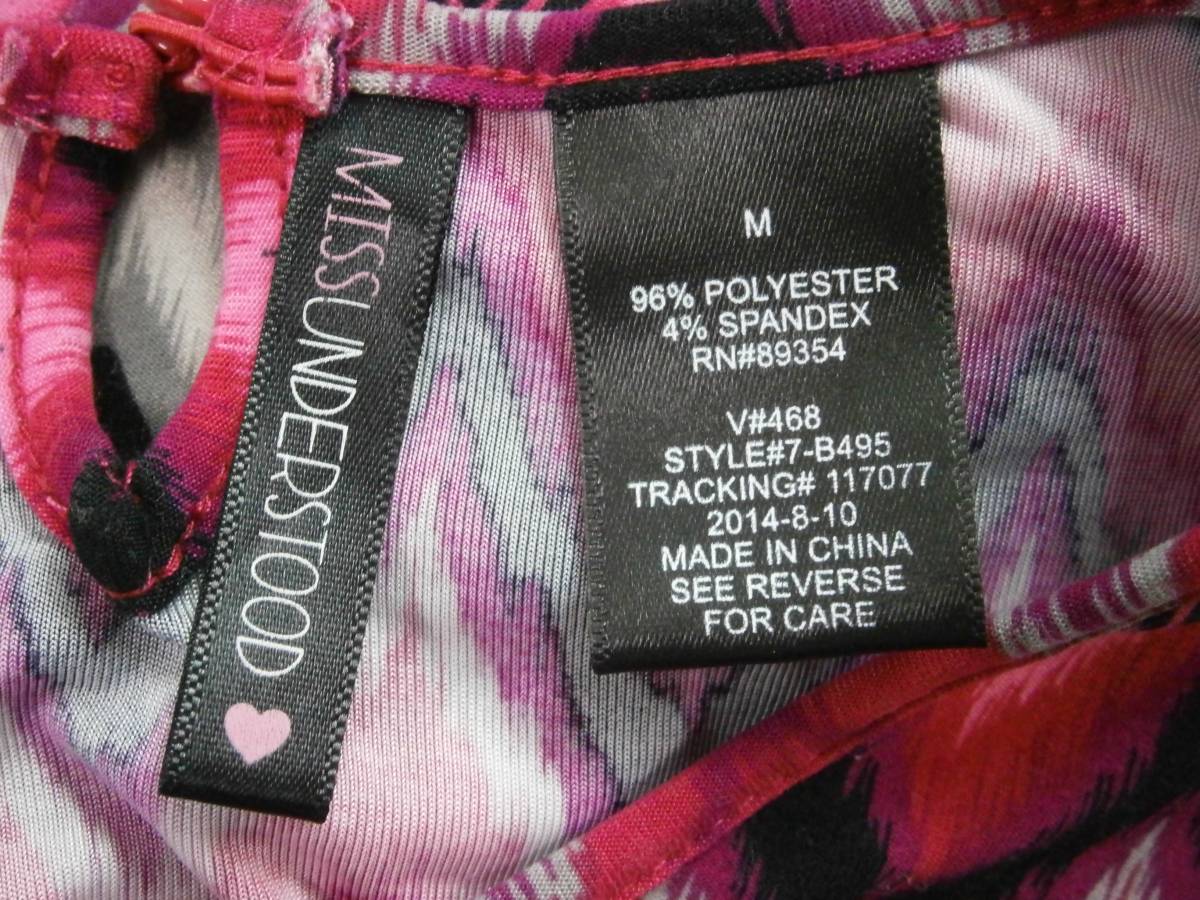 MISSUNDERSTOOD
M
96% POLYESTER
4% SPANDEX
RN#89354
V#468
STYLE#7-B495
TRACKING# 117077
2014-8-10
MADE IN CHINA
SEE REVERSE
FOR CARE